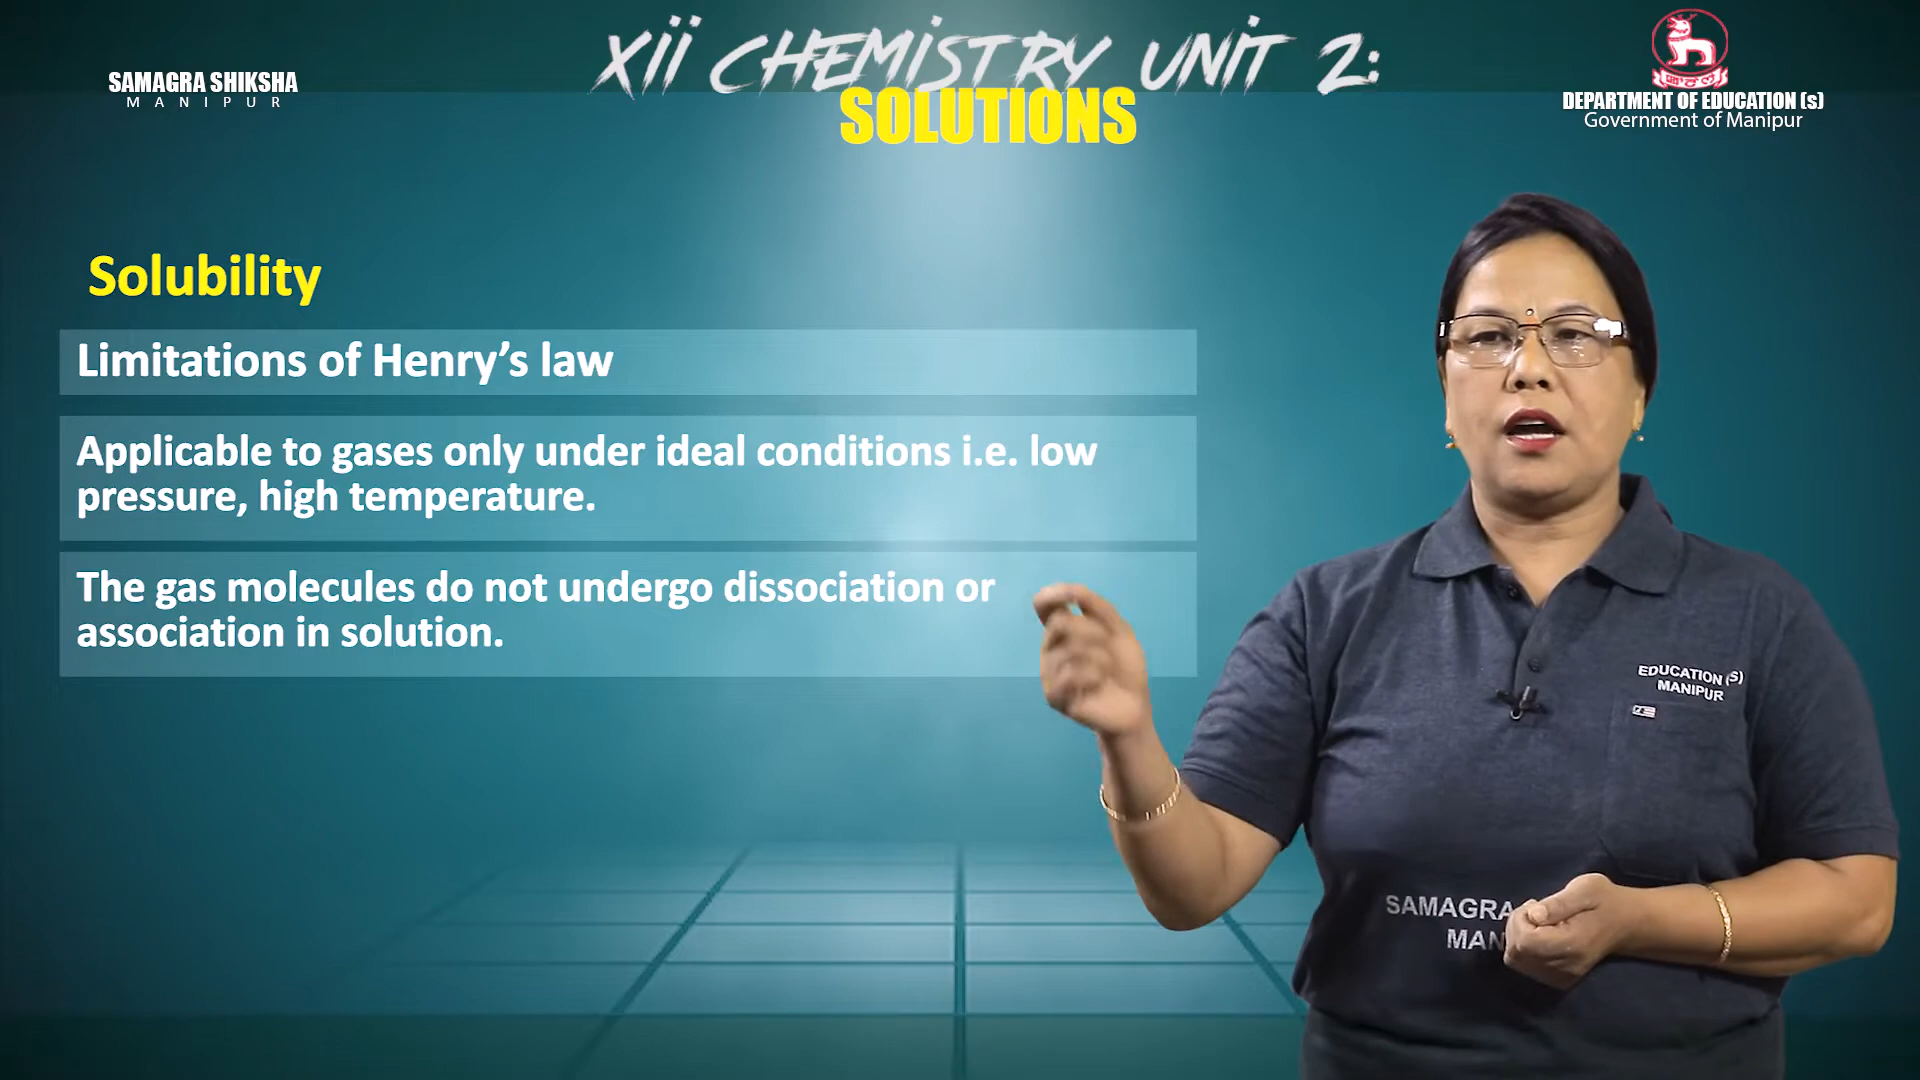 SAMAGRA SHIKSHA
MANIPUR
XII CHEMISTRY UNIT 2:
SOLUTIONS
DEPARTMENT OF EDUCATION (s)
Government of Manipur
Solubility
Limitations of Henry's law
Applicable to gases only under ideal conditions i.e. low
pressure, high temperature.
The gas molecules do not undergo dissociation or
association in solution.
EDUCATION (S)
MANIPUR
SAMAGRA
MAN